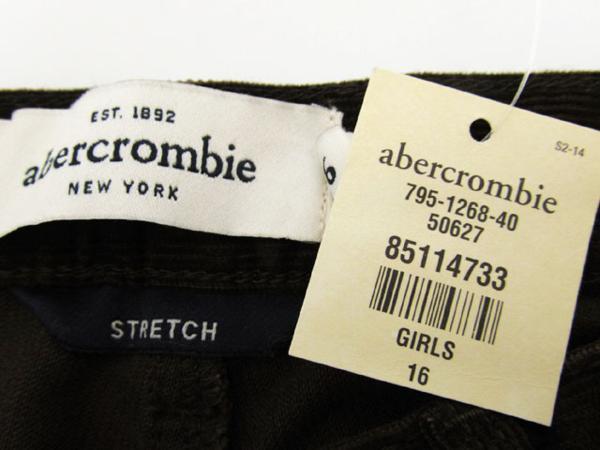 EST. 1892
abercrombie
NEW YORK
STRETCH
S2-14
abercrombie
795-1268-40
50627
85114733
GIRLS
16